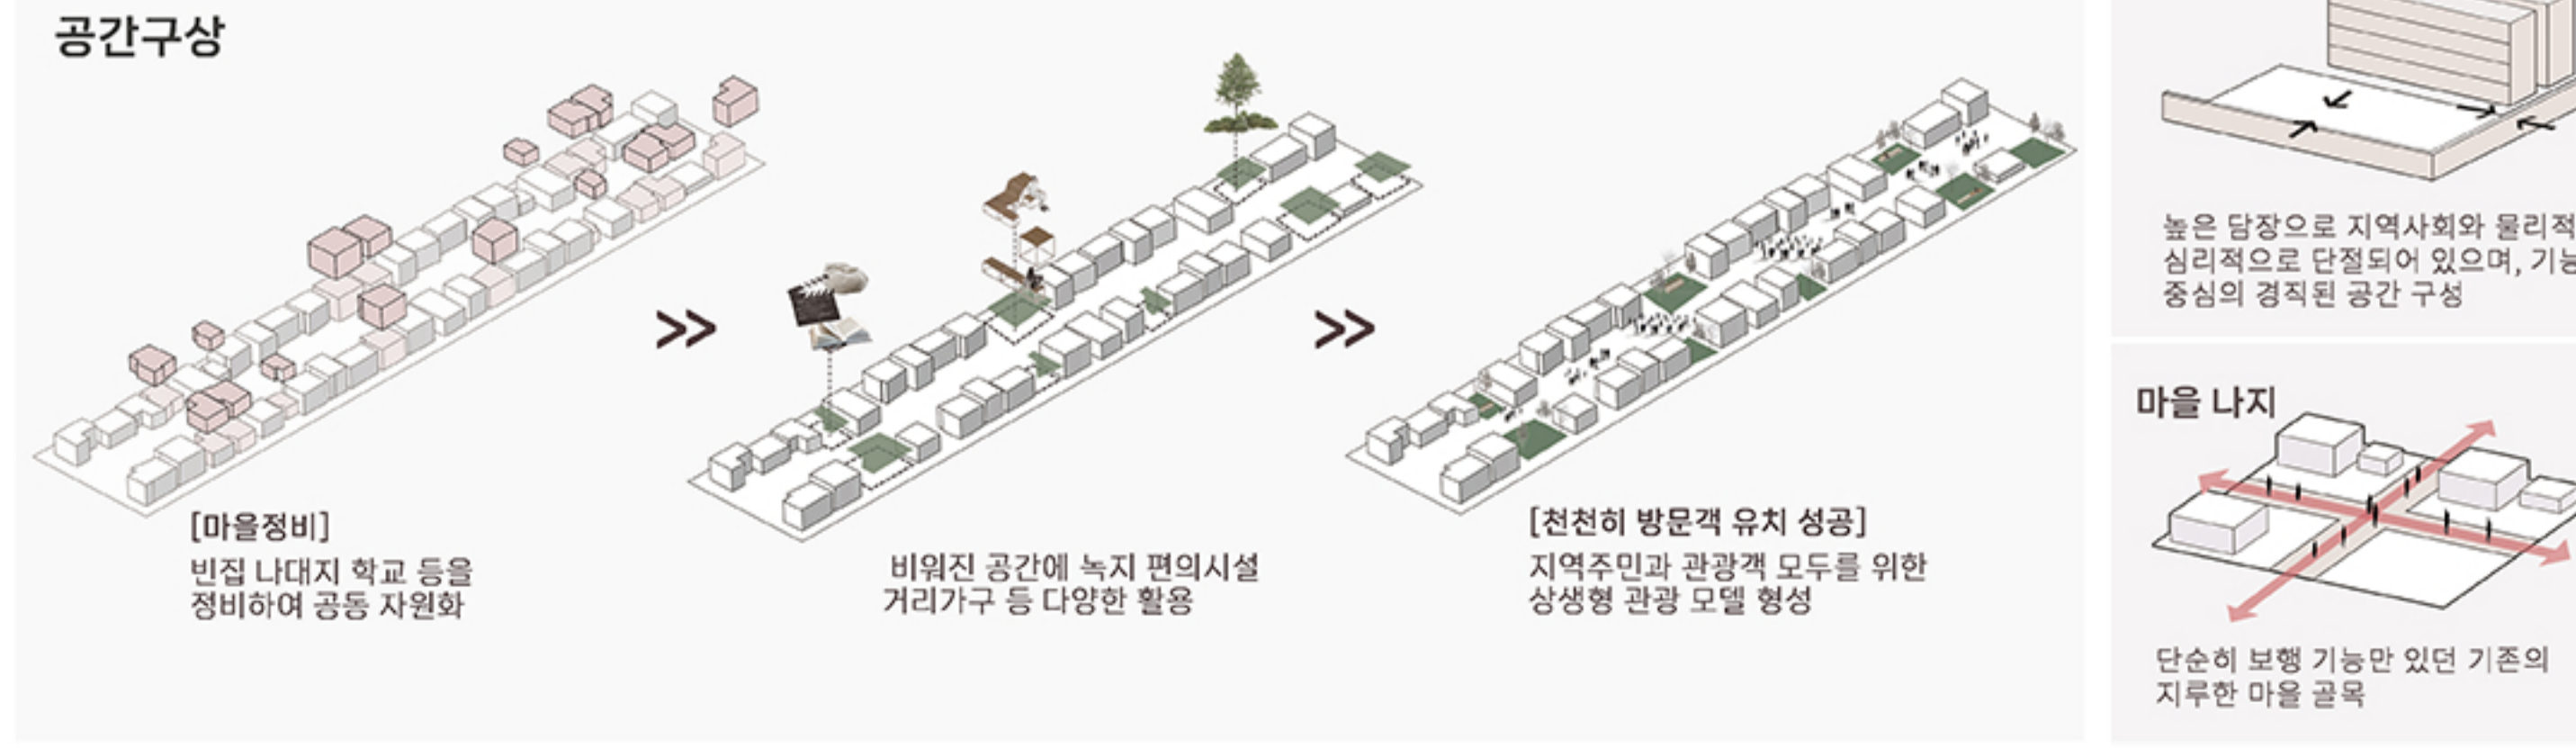 공간구상
[마을정비]
빈집 나대지 학교 등을
정비하여 공동 자원화
비워진 공간에 녹지 편의시설
거리가구 등 다양한 활용
[천천히 방문객 유치 성공]
지역주민과 관광객 모두를 위한
상생형 관광 모델 형성
높은 담장으로 지역사회와 물리적
심리적으로 단절되어 있으며, 기능
중심의 경직된 공간 구성
마을 나지
단순히 보행 기능만 있던 기존의
지루한 마을 골목